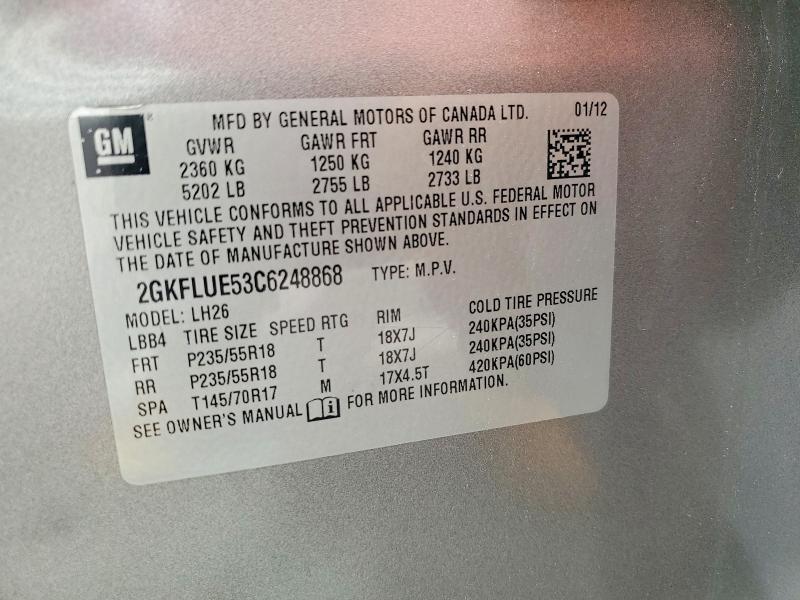 GM
MFD BY GENERAL MOTORS OF CANADA LTD. 01/12
GVWR GAWR FRT GAWR RR
2360 KG 1250 KG 1240 KG
5202 LB 2755 LB 2733 LB
THIS VEHICLE CONFORMS TO ALL APPLICABLE U.S. FEDERAL MOTOR
VEHICLE SAFETY AND THEFT PREVENTION STANDARDS IN EFFECT ON
THE DATE OF MANUFACTURE SHOWN ABOVE.
2GKFLUE53C6248868 TYPE: M.P.V.
MODEL: LH26
LBB4 TIRE SIZE SPEED RTG RIM COLD TIRE PRESSURE
FRT P235/55R18 T 18X7J 240KPA(35PSI)
RR P235/55R18 T 18X7J 240KPA(35PSI)
SPA T145/70R17 M 17X4.5T 420KPA(60PSI)
SEE OWNER'S MANUAL FOR MORE INFORMATION.